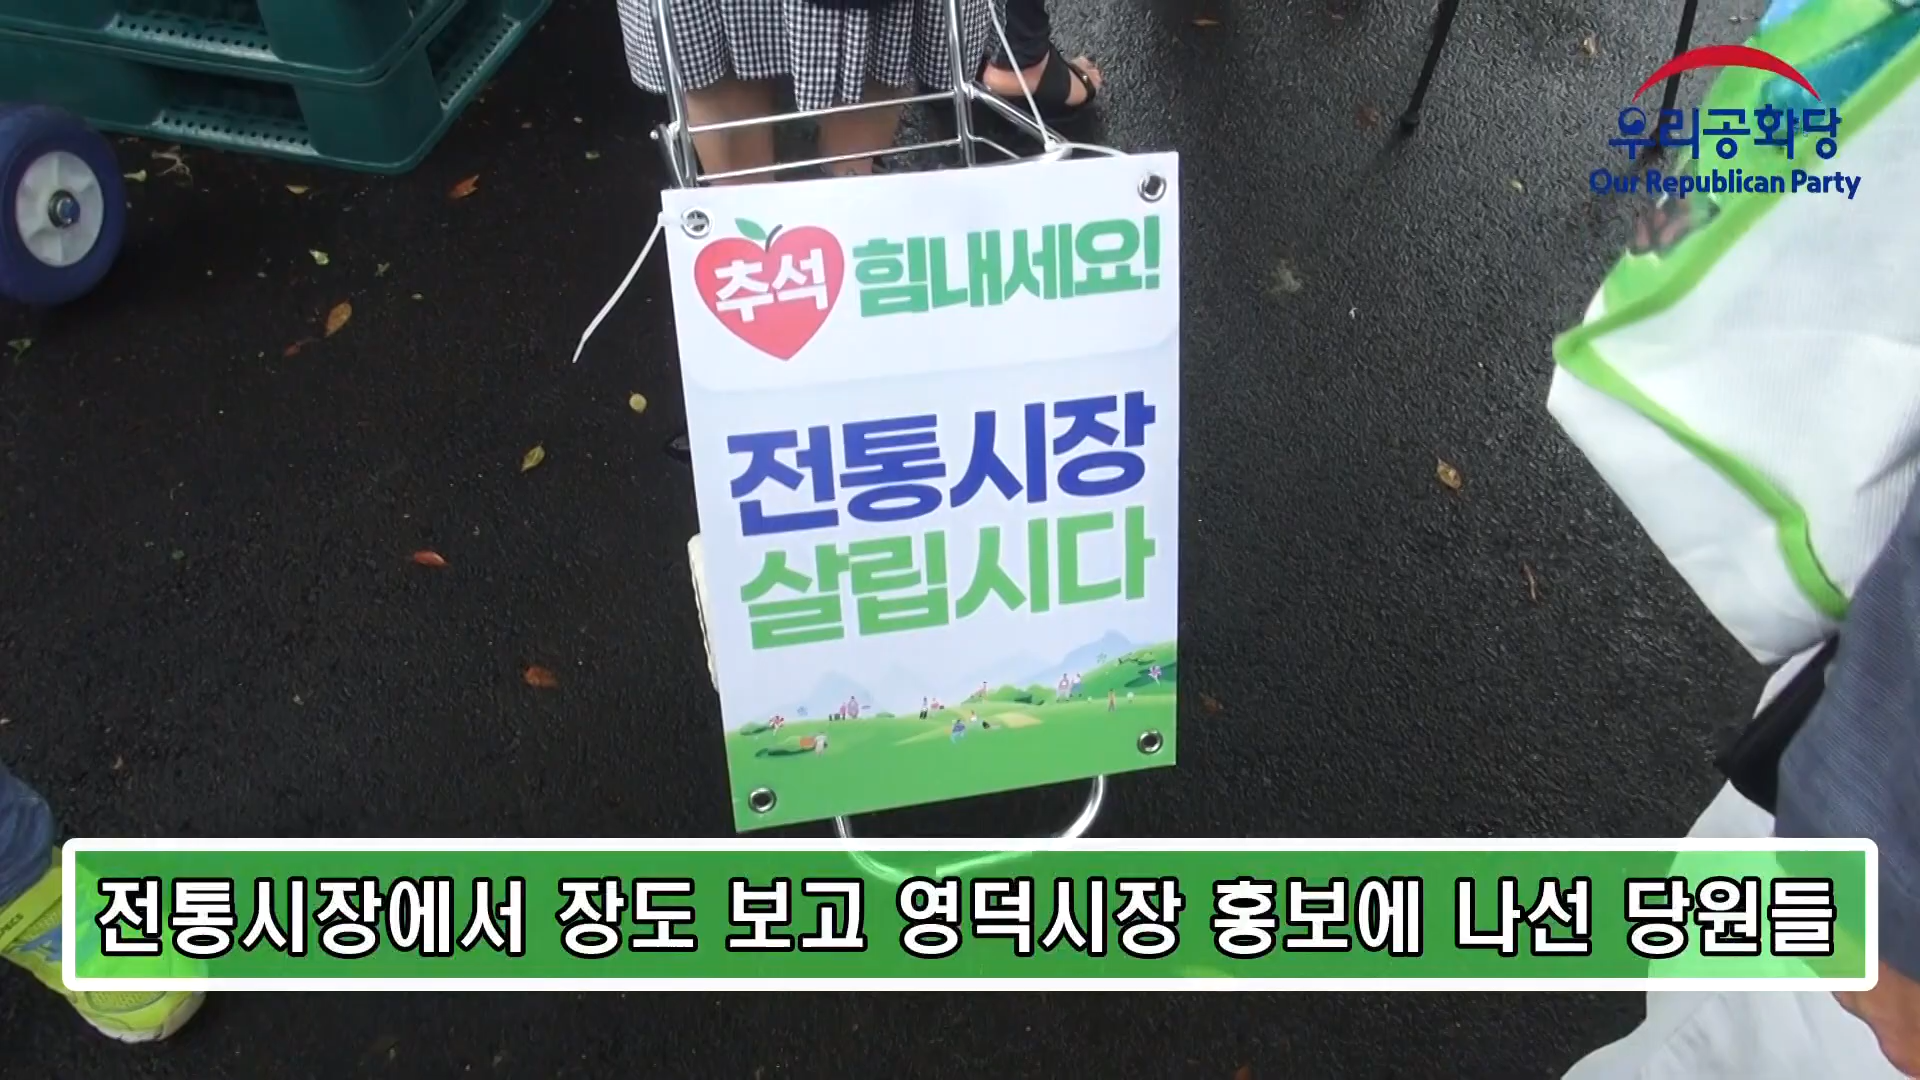 우리공화당
Our Republican Party
추석 힘내세요!
전통시장
살립시다
전통시장에서 장도 보고 영덕시장 홍보에 나선 당원들